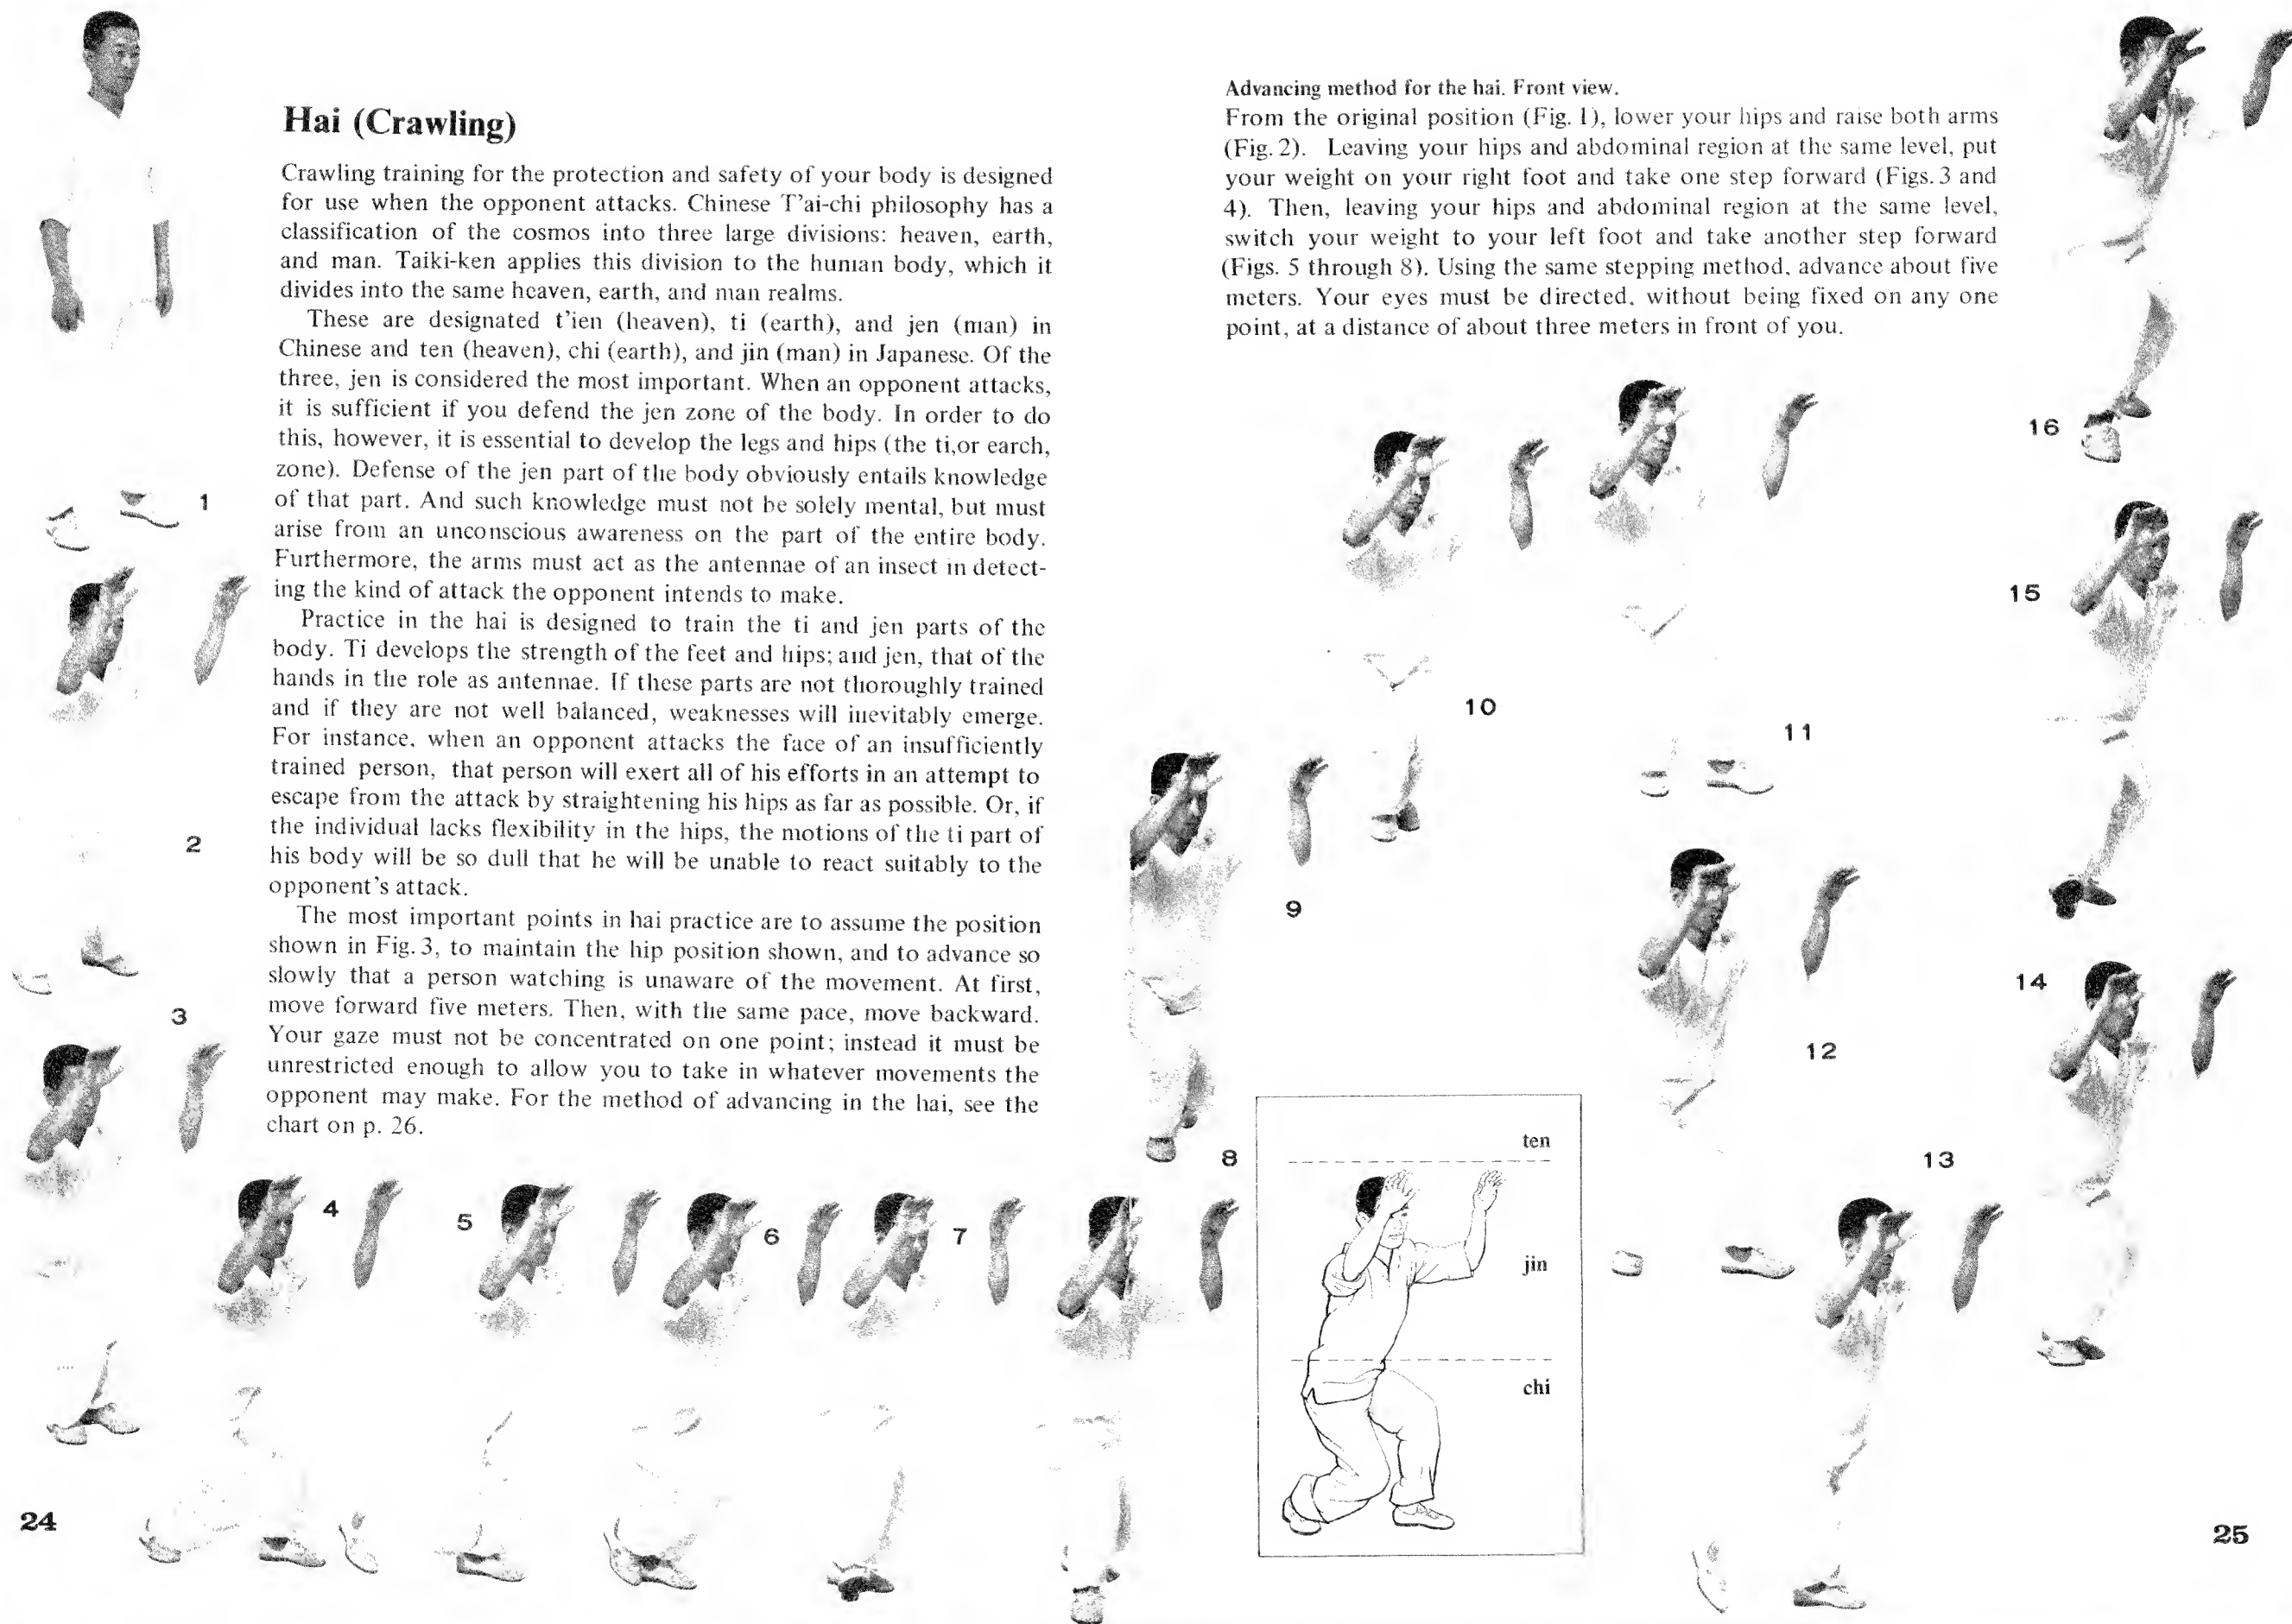 Hai (Crawling)
Crawling training for the protection and safety of your body is designed
for use when the opponent attacks. Chinese T'ai-chi philosophy has a
classification of the cosmos into three large divisions: heaven, earth,
and man. Taiki-ken applies this division to the human body, which it
divides into the same heaven, earth, and man realms.
These are designated t'ien (heaven), ti (earth), and jen (man) in
Chinese and ten (heaven), chi (earth), and jin (man) in Japanese. Of the
three, jen is considered the most important. When an opponent attacks,
it is sufficient if you defend the jen zone of the body. In order to do
this, however, it is essential to develop the legs and hips (the ti,or earch,
zone). Defense of the jen part of the body obviously entails knowledge
of that part. And such knowledge must not be solely mental, but must
arise from an unconscious awareness on the part of the entire body.
Furthermore, the arms must act as the antennae of an insect in detect-
ing the kind of attack the opponent intends to make.
Practice in the hai is designed to train the ti and jen parts of the
body. Ti develops the strength of the feet and hips; and jen, that of the
hands in the role as antennae. If these parts are not thoroughly trained
and if they are not well balanced, weaknesses will inevitably emerge.
For instance, when an opponent attacks the face of an insufficiently
trained person, that person will exert all of his efforts in an attempt to
escape from the attack by straightening his hips as far as possible. Or, if
the individual lacks flexibility in the hips, the motions of the ti part of
his body will be so dull that he will be unable to react suitably to the
opponent's attack.
The most important points in hai practice are to assume the position
shown in Fig. 3, to maintain the hip position shown, and to advance so
slowly that a person watching is unaware of the movement. At first,
move forward five meters. Then, with the same pace, move backward.
Your gaze must not be concentrated on one point; instead it must be
unrestricted enough to allow you to take in whatever movements the
opponent may make. For the method of advancing in the hai, see the
chart on p. 26.
1
2
3
4
5
6
7
24
Advancing method for the hai. Front view.
From the original position (Fig. 1), lower your hips and raise both arms
(Fig. 2). Leaving your hips and abdominal region at the same level, put
your weight on your right foot and take one step forward (Figs. 3 and
4). Then, leaving your hips and abdominal region at the same level,
switch your weight to your left foot and take another step forward
(Figs. 5 through 8). Using the same stepping method, advance about five
meters. Your eyes must be directed, without being fixed on any one
point, at a distance of about three meters in front of you.
8
9
10
11
12
13
14
15
16
ten
jin
chi
25